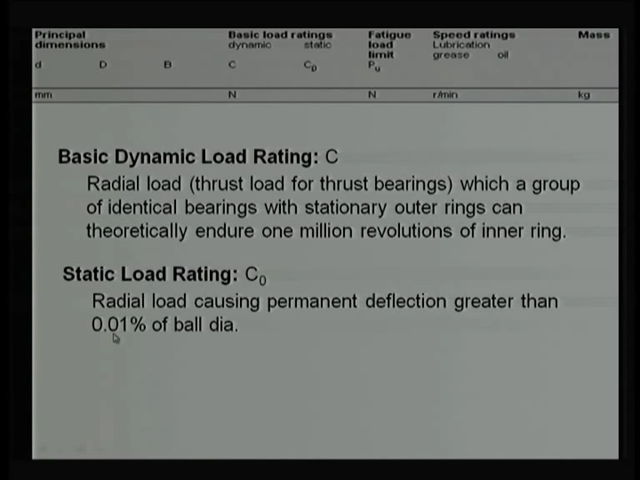 Principal dimensions Basic load ratings Fatigue load limit Speed ratings Mass
dynamic static Lubrication
grease oil
d D B C C0 Pu
mm N N r/min kg
Basic Dynamic Load Rating: C
Radial load (thrust load for thrust bearings) which a group
of identical bearings with stationary outer rings can
theoretically endure one million revolutions of inner ring.
Static Load Rating: C0
Radial load causing permanent deflection greater than
0.01% of ball dia.